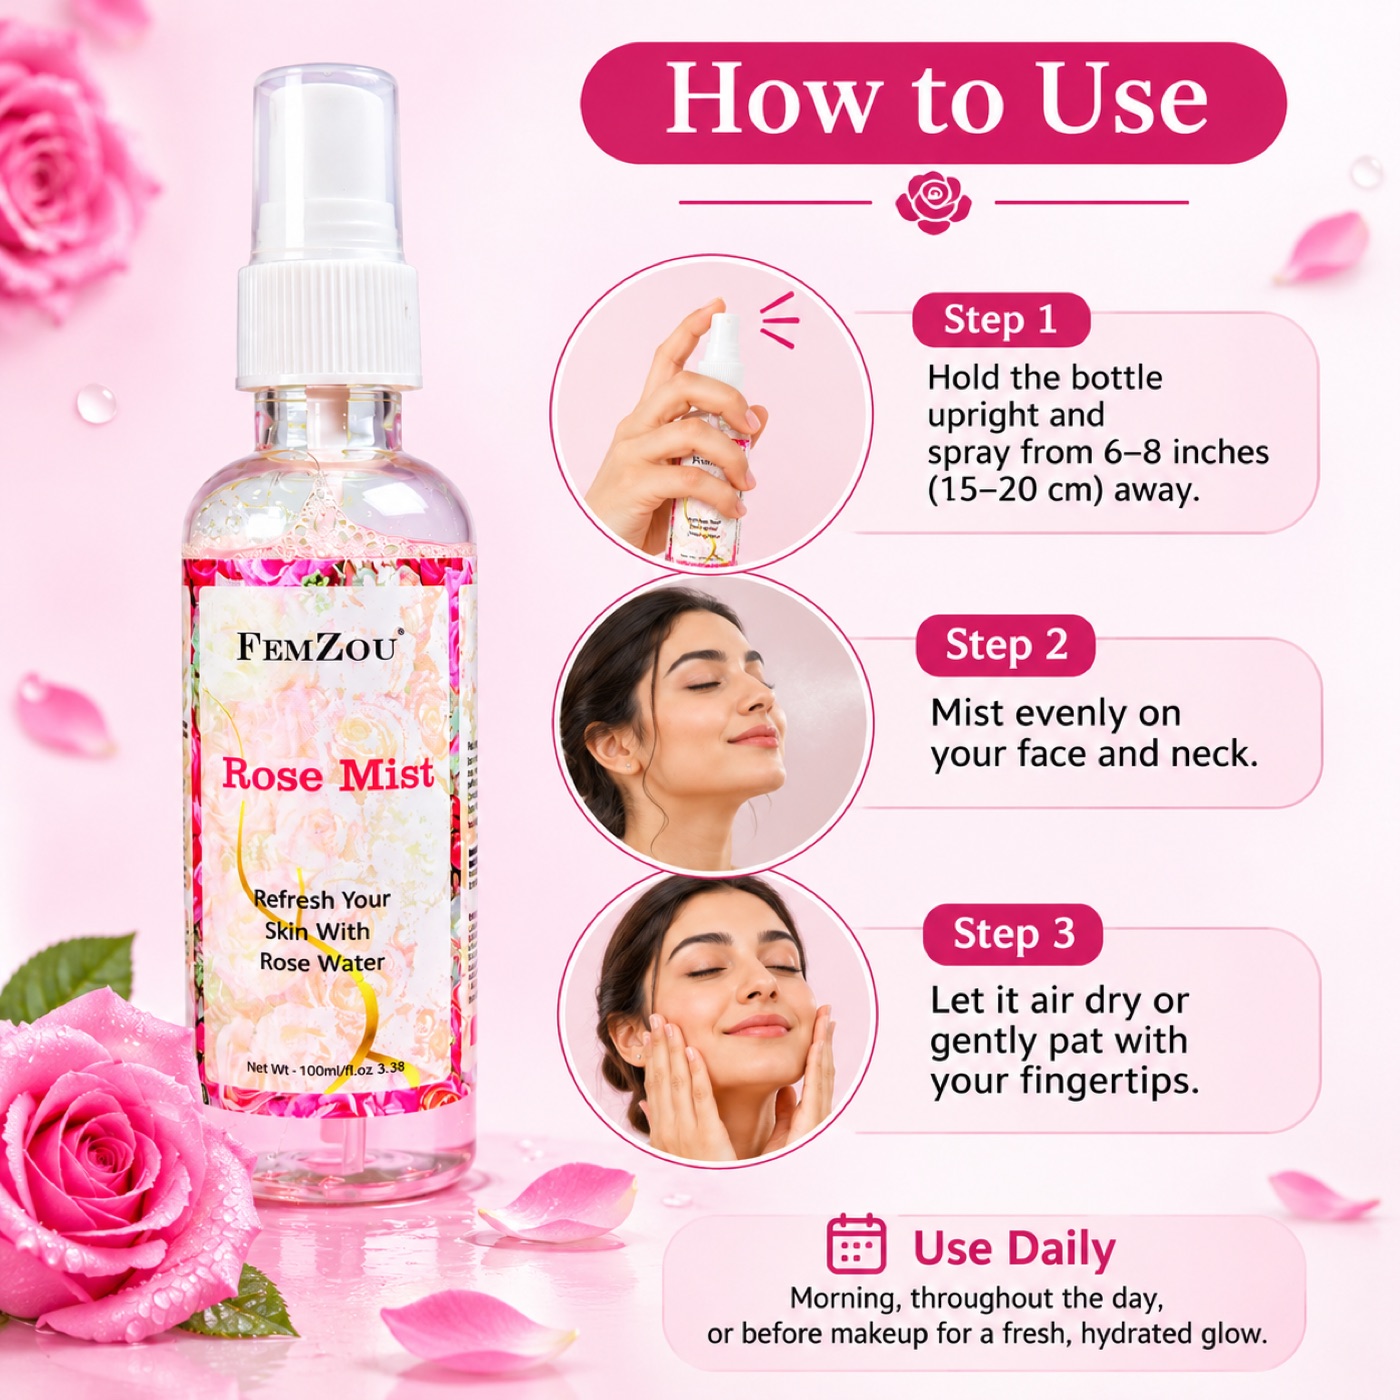 How to Use
FEMZOU®
Rose Mist
Refresh Your
Skin With
Rose Water
Net Wt - 100ml/fl.oz 3.38
Step 1
Hold the bottle
upright and
spray from 6–8 inches
(15–20 cm) away.
Step 2
Mist evenly on
your face and neck.
Step 3
Let it air dry or
gently pat with
your fingertips.
Use Daily
Morning, throughout the day,
or before makeup for a fresh, hydrated glow.